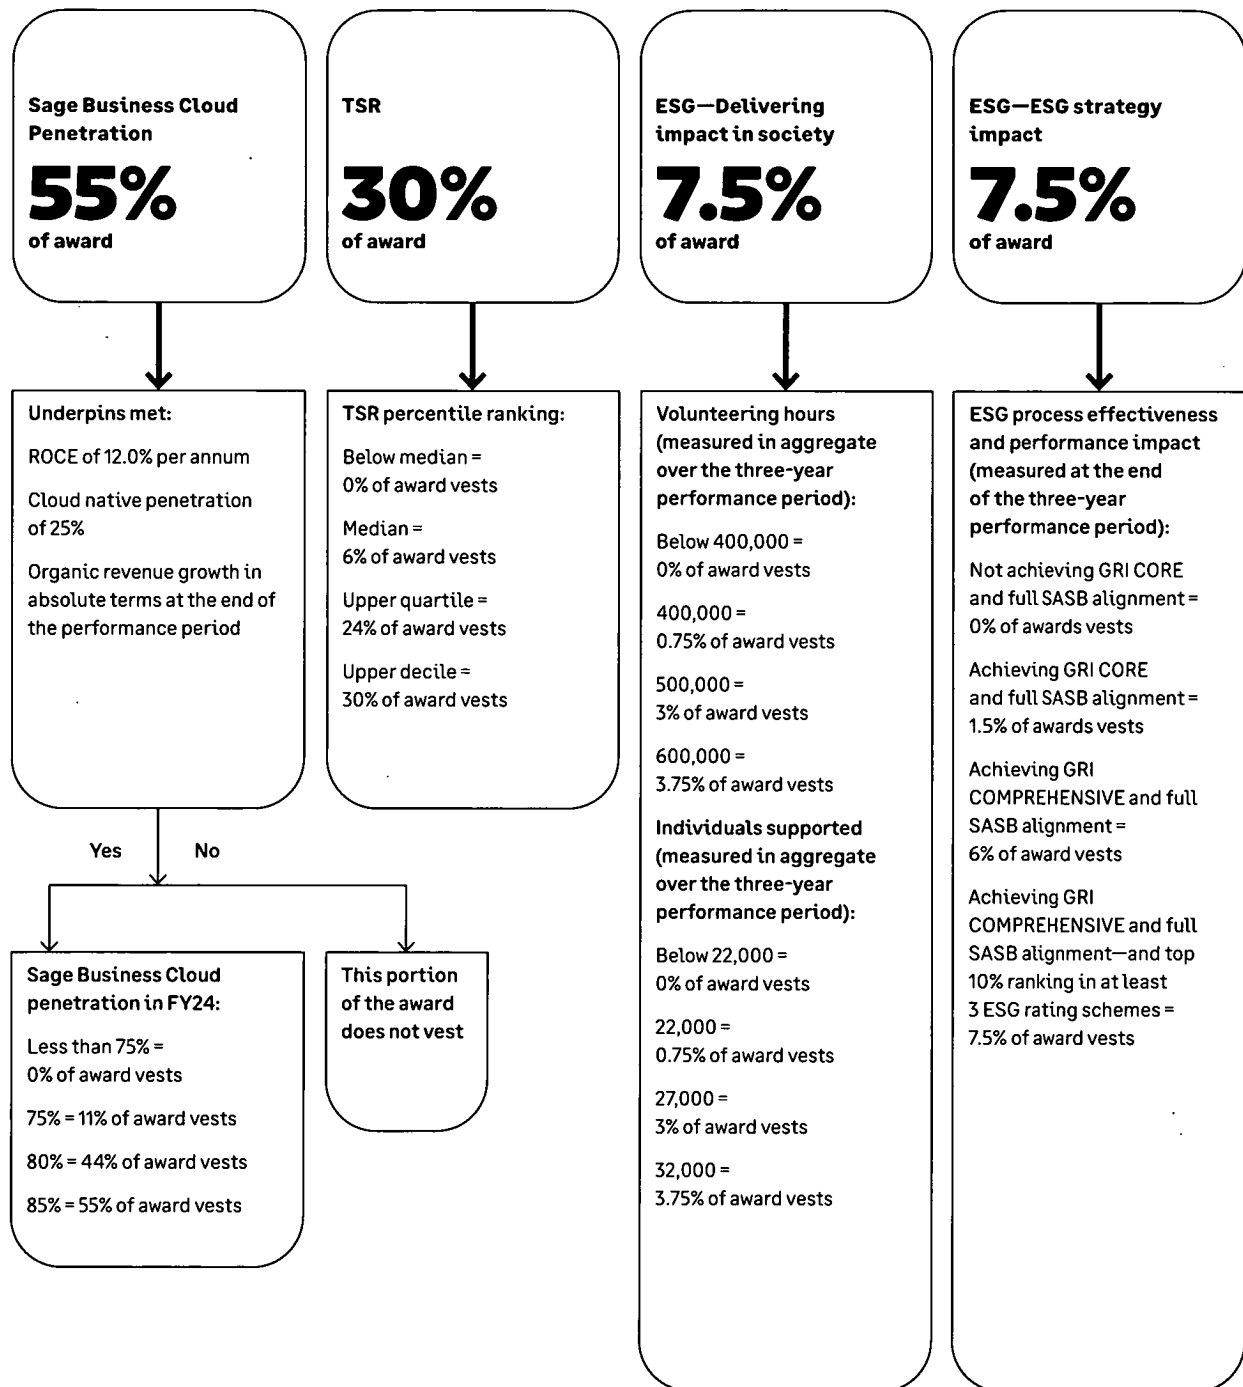 Sage Business Cloud
Penetration
55%
of award
TSR
30%
of award
ESG—Delivering
impact in society
7.5%
of award
ESG—ESG strategy
impact
7.5%
of award
Underpins met:
ROCE of 12.0% per annum
Cloud native penetration
of 25%
Organic revenue growth in
absolute terms at the end of
the performance period
Yes
No
Sage Business Cloud
penetration in FY24:
Less than 75% =
0% of award vests
75% = 11% of award vests
80% = 44% of award vests
85% = 55% of award vests
This portion
of the award
does not vest
TSR percentile ranking:
Below median =
0% of award vests
Median =
6% of award vests
Upper quartile =
24% of award vests
Upper decile =
30% of award vests
Volunteering hours
(measured in aggregate
over the three-year
performance period):
Below 400,000 =
0% of award vests
400,000 =
0.75% of award vests
500,000 =
3% of award vests
600,000 =
3.75% of award vests
Individuals supported
(measured in aggregate
over the three-year
performance period):
Below 22,000 =
0% of award vests
22,000 =
0.75% of award vests
27,000 =
3% of award vests
32,000 =
3.75% of award vests
ESG process effectiveness
and performance impact
(measured at the end
of the three-year
performance period):
Not achieving GRI CORE
and full SASB alignment =
0% of awards vests
Achieving GRI CORE
and full SASB alignment =
1.5% of awards vests
Achieving GRI
COMPREHENSIVE and full
SASB alignment =
6% of award vests
Achieving GRI
COMPREHENSIVE and full
SASB alignment—and top
10% ranking in at least
3 ESG rating schemes =
7.5% of award vests